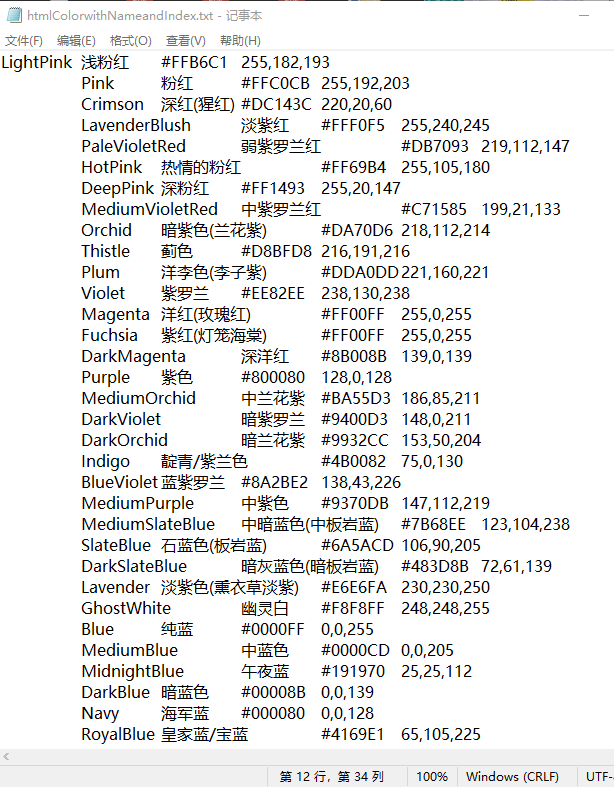 htmlColorwithNameandIndex.txt - 记事本
文件(F) 编辑(E) 格式(O) 查看(V) 帮助(H)
LightPink 浅粉红 #FFB6C1 255,182,193
Pink 粉红 #FFC0CB 255,192,203
Crimson 深红(猩红) #DC143C 220,20,60
LavenderBlush 淡紫红 #FFF0F5 255,240,245
PaleVioletRed 弱紫罗兰红 #DB7093 219,112,147
HotPink 热情的粉红 #FF69B4 255,105,180
DeepPink 深粉红 #FF1493 255,20,147
MediumVioletRed 中紫罗兰红 #C71585 199,21,133
Orchid 暗紫色(兰花紫) #DA70D6 218,112,214
Thistle 蓟色 #D8BFD8 216,191,216
Plum 洋李色(李子紫) #DDA0DD 221,160,221
Violet 紫罗兰 #EE82EE 238,130,238
Magenta 洋红(玫瑰红) #FF00FF 255,0,255
Fuchsia 紫红(灯笼海棠) #FF00FF 255,0,255
DarkMagenta 深洋红 #8B008B 139,0,139
Purple 紫色 #800080 128,0,128
MediumOrchid 中兰花紫 #BA55D3 186,85,211
DarkViolet 暗紫罗兰 #9400D3 148,0,211
DarkOrchid 暗兰花紫 #9932CC 153,50,204
Indigo 靛青/紫兰色 #4B0082 75,0,130
BlueViolet 蓝紫罗兰 #8A2BE2 138,43,226
MediumPurple 中紫色 #9370DB 147,112,219
MediumSlateBlue 中暗蓝色(中板岩蓝) #7B68EE 123,104,238
SlateBlue 石蓝色(板岩蓝) #6A5ACD 106,90,205
DarkSlateBlue 暗灰蓝色(暗板岩蓝) #483D8B 72,61,139
Lavender 淡紫色(熏衣草淡紫) #E6E6FA 230,230,250
GhostWhite 幽灵白 #F8F8FF 248,248,255
Blue 纯蓝 #0000FF 0,0,255
MediumBlue 中蓝色 #0000CD 0,0,205
MidnightBlue 午夜蓝 #191970 25,25,112
DarkBlue 暗蓝色 #00008B 0,0,139
Navy 海军蓝 #000080 0,0,128
RoyalBlue 皇家蓝/宝蓝 #4169E1 65,105,225
第 12 行，第 34 列 100% Windows (CRLF) UTF-